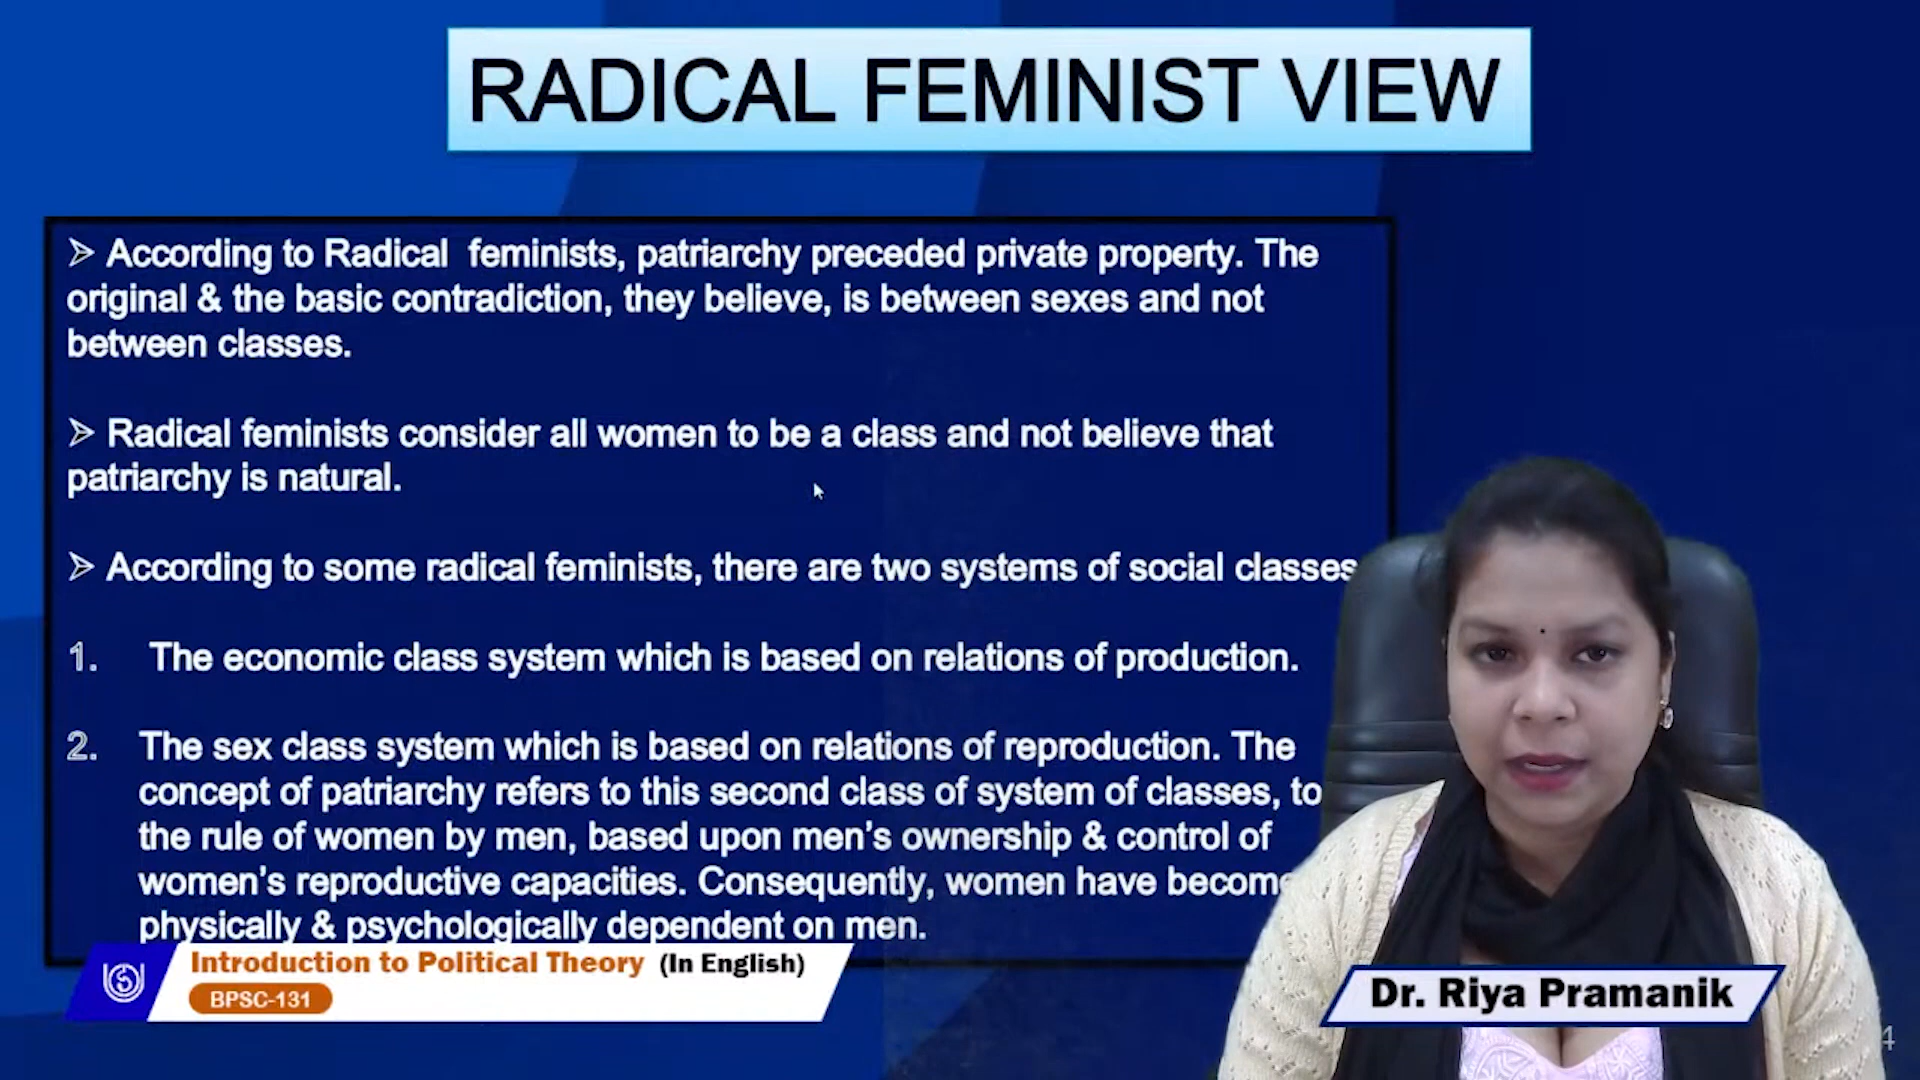 RADICAL FEMINIST VIEW
➢ According to Radical feminists, patriarchy preceded private property. The
original & the basic contradiction, they believe, is between sexes and not
between classes.
➢ Radical feminists consider all women to be a class and not believe that
patriarchy is natural.
➢ According to some radical feminists, there are two systems of social classes
1. The economic class system which is based on relations of production.
2. The sex class system which is based on relations of reproduction. The
concept of patriarchy refers to this second class of system of classes, to
the rule of women by men, based upon men's ownership & control of
women's reproductive capacities. Consequently, women have become
physically & psychologically dependent on men.
Introduction to Political Theory (In English)
BPSC-131
Dr. Riya Pramanik
4